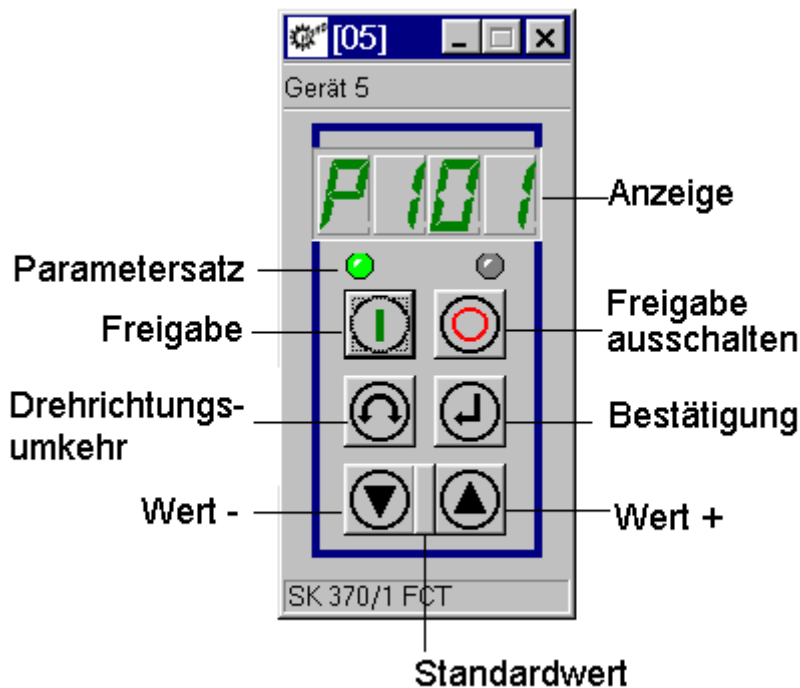 [05]
Gerät 5
P101
Anzeige
Parametersatz
Freigabe
Freigabe
ausschalten
Drehrichtungs-
umkehr
Bestätigung
Wert -
Wert +
SK 370/1 FCT
Standardwert